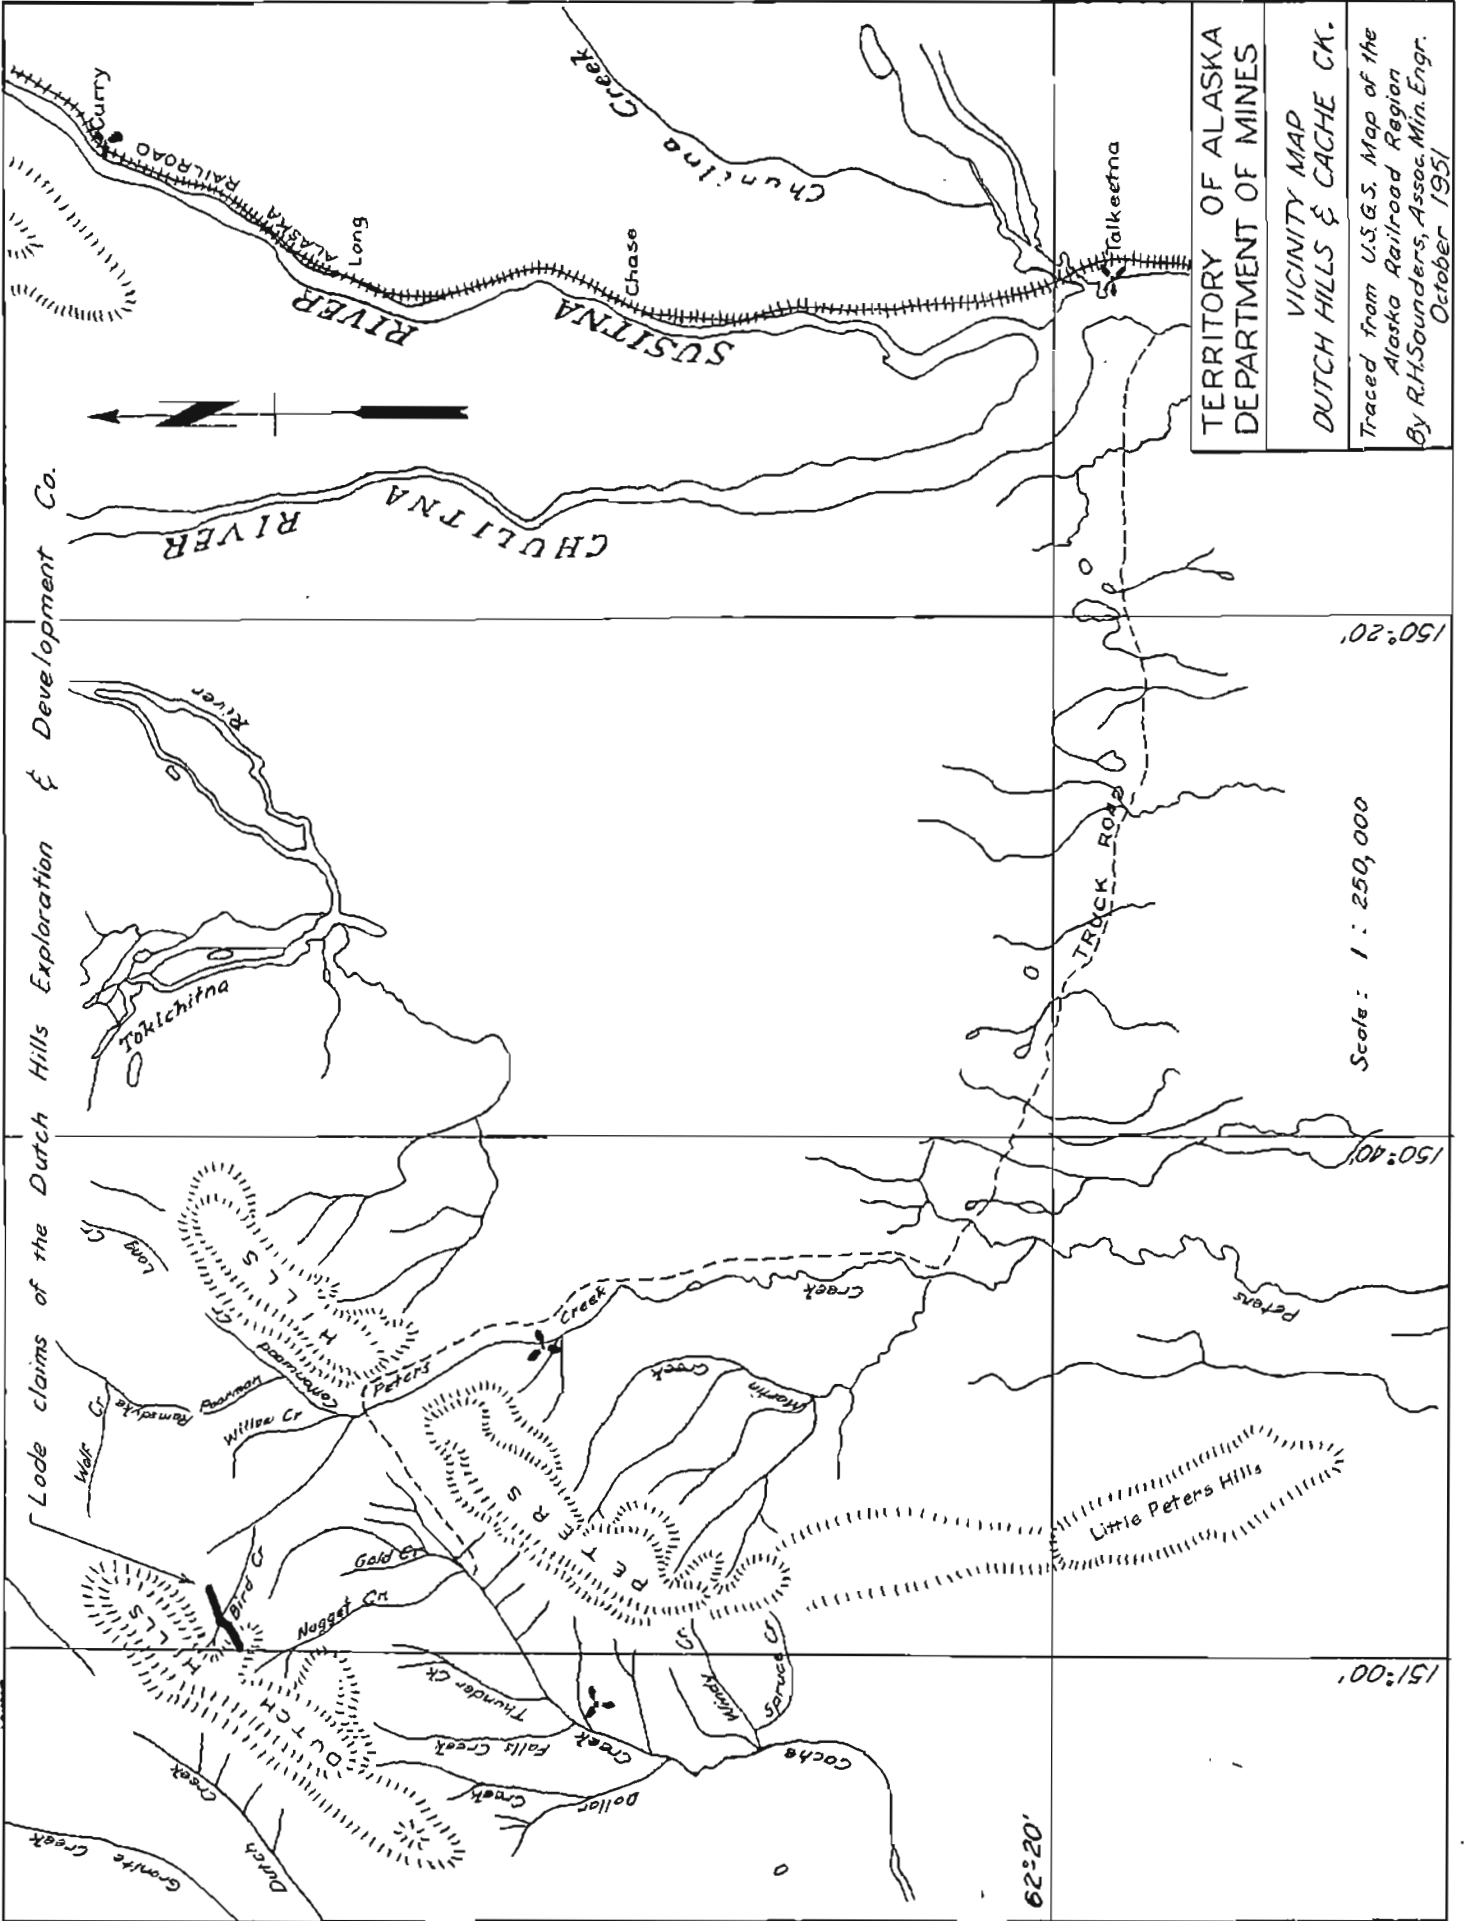 Lode claims of the Dutch Hills Exploration & Development Co.
TERRITORY OF ALASKA
DEPARTMENT OF MINES
VICINITY MAP
DUTCH HILLS & CACHE CK.
Traced from U.S.G.S. Map of the
Alaska Railroad Region
By R.H.Saunders, Assoc. Min. Engr.
October 1951
Scale: 1 : 250,000
150°20'
150°40'
151°00'
62°20'
Curry
ALASKA RAILROAD
Long
Chase
Talkeetna
Chunilna Creek
SUSITNA RIVER
CHULITNA RIVER
N
Tokichitna River
TRUCK ROAD
Long Cr
HILLS
Cottonwood Cr
Poorman
Ramsdyke
Willow Cr
Wolf Cr
Peters Creek
Creek
Peters
Martin Creek
PETERS
Little Peters Hills
Bird Cr
Gold Cr
Nugget Cr
Thunder Ck
Falls Creek
Dollar Creek
Windy Cr.
Spruce Cr
Cache Creek
DUTCH HILLS
Dutch Creek
Granite Creek